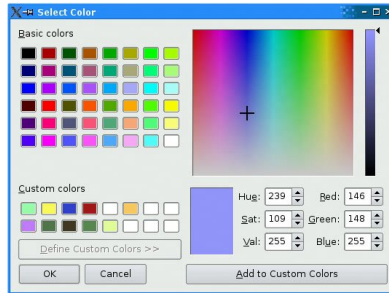 Select Color
Basic colors
Custom colors
Define Custom Colors >>
OK
Cancel
Hue: 239
Sat: 109
Val: 255
Red: 146
Green: 148
Blue: 255
Add to Custom Colors